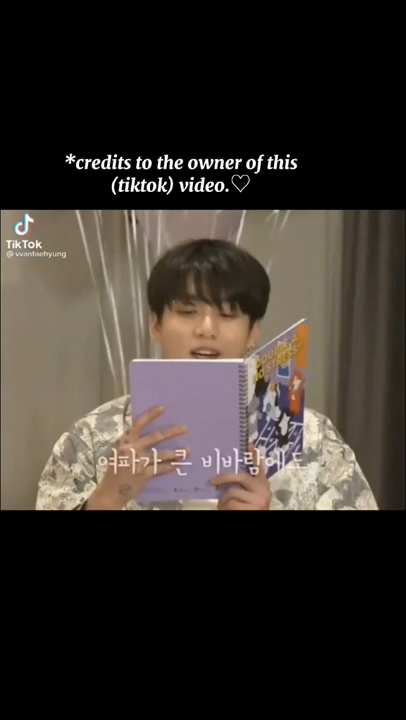 *credits to the owner of this
(tiktok) video.♡
TikTok
@vvantaehyung
여파가 큰 비바람에도